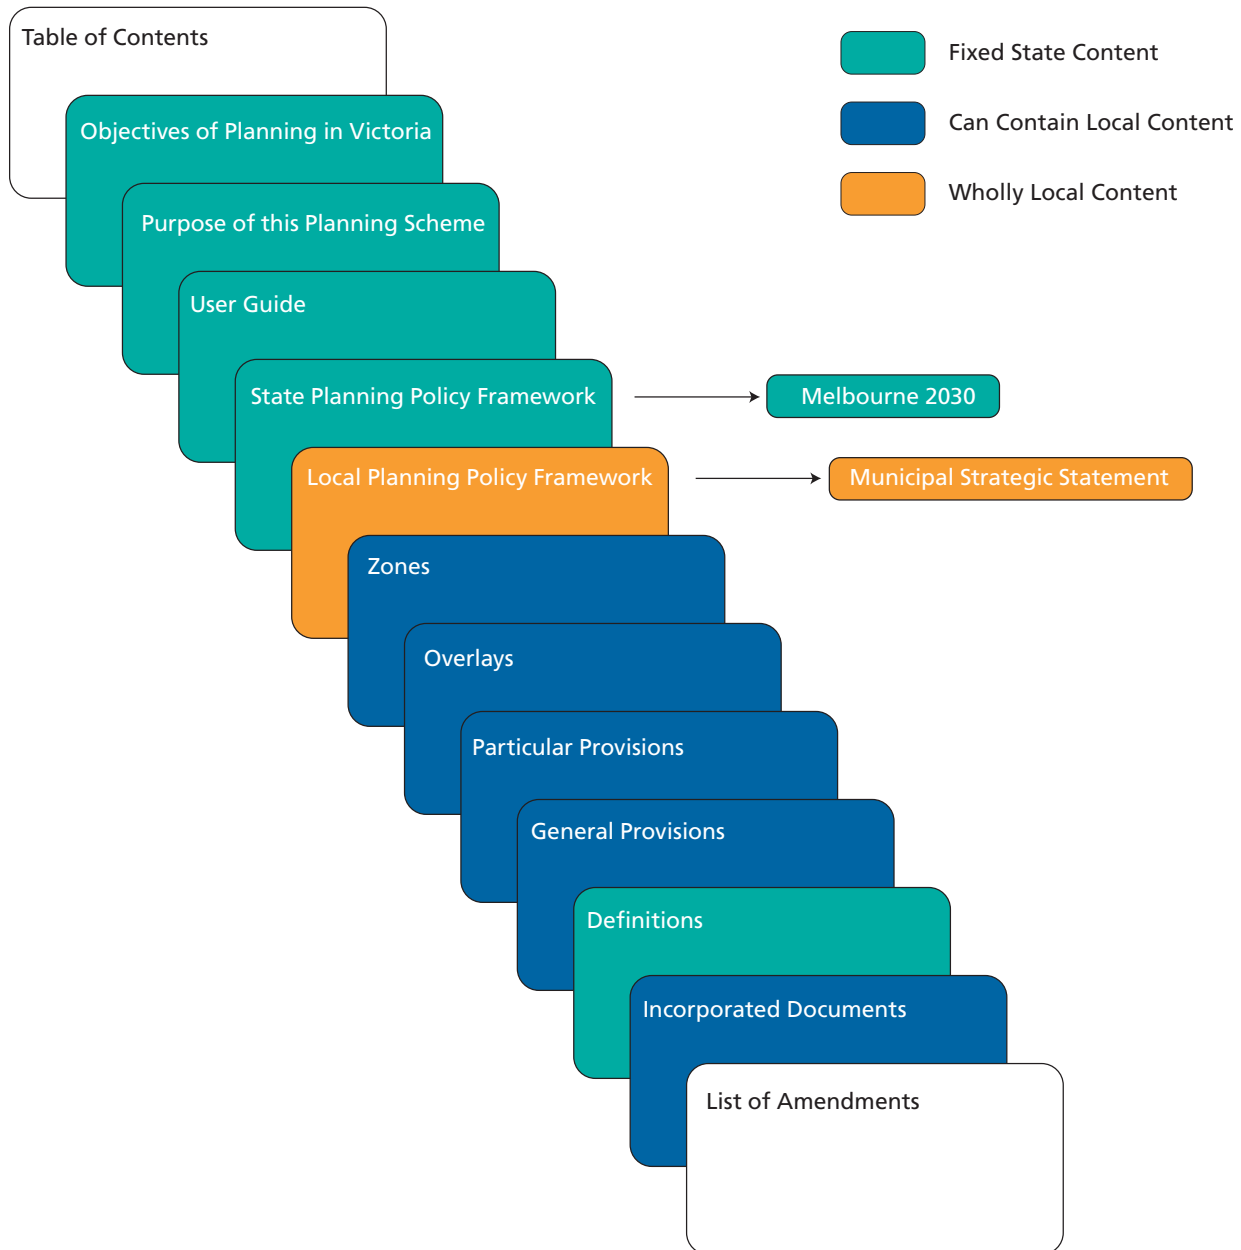 Table of Contents
Objectives of Planning in Victoria
Purpose of this Planning Scheme
User Guide
State Planning Policy Framework
Melbourne 2030
Local Planning Policy Framework
Municipal Strategic Statement
Zones
Overlays
Particular Provisions
General Provisions
Definitions
Incorporated Documents
List of Amendments
Fixed State Content
Can Contain Local Content
Wholly Local Content